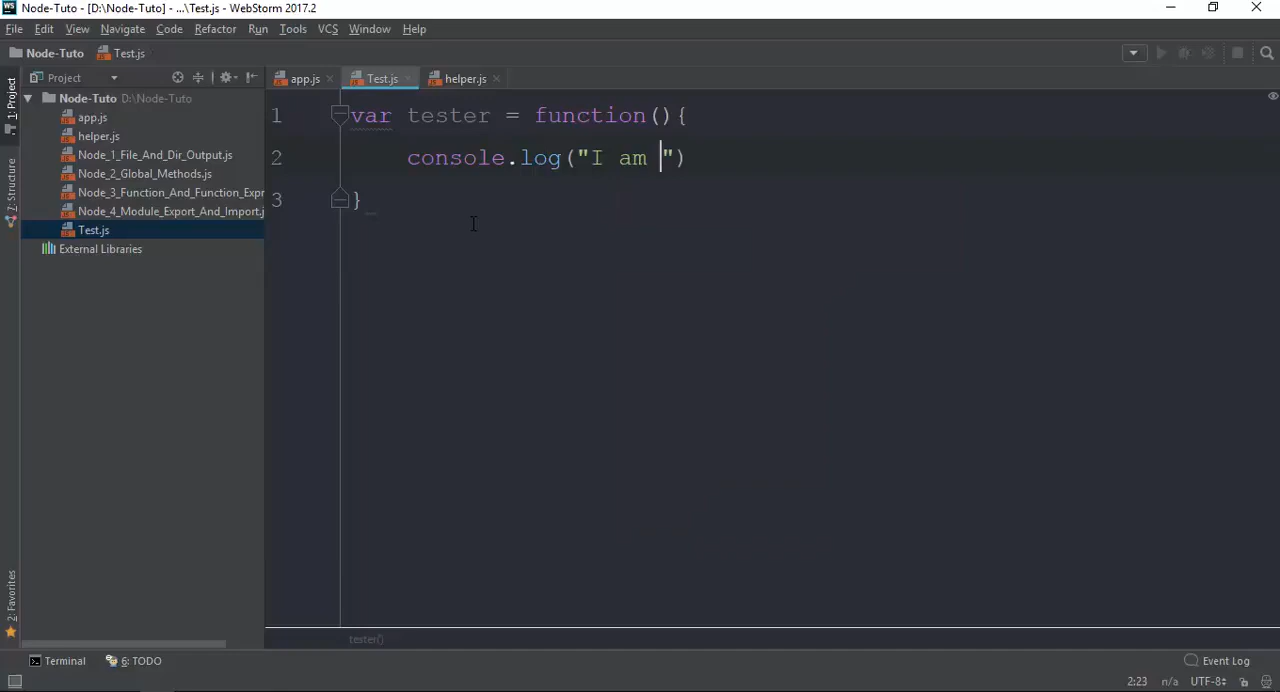 WS Node-Tuto - [D:\Node-Tuto] - ...\Test.js - WebStorm 2017.2
File Edit View Navigate Code Refactor Run Tools VCS Window Help
Node-Tuto Test.js
Project app.js Test.js helper.js
1: Project
Z: Structure
2: Favorites
Node-Tuto D:\Node-Tuto
app.js
helper.js
Node_1_File_And_Dir_Output.js
Node_2_Global_Methods.js
Node_3_Function_And_Function_Expr
Node_4_Module_Export_And_Import.j
Test.js
External Libraries
1 var tester = function(){
2 console.log("I am ")
3 }
tester()
Terminal 6: TODO Event Log
2:23 n/a UTF-8